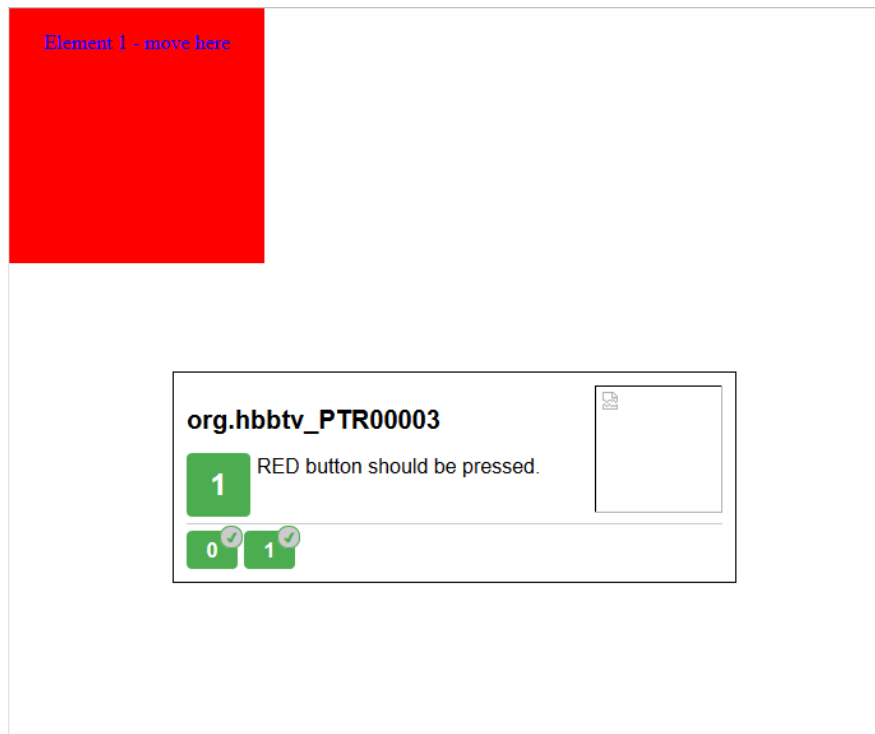 Element 1 - move here
org.hbbtv_PTR00003
1 RED button should be pressed.
0 1